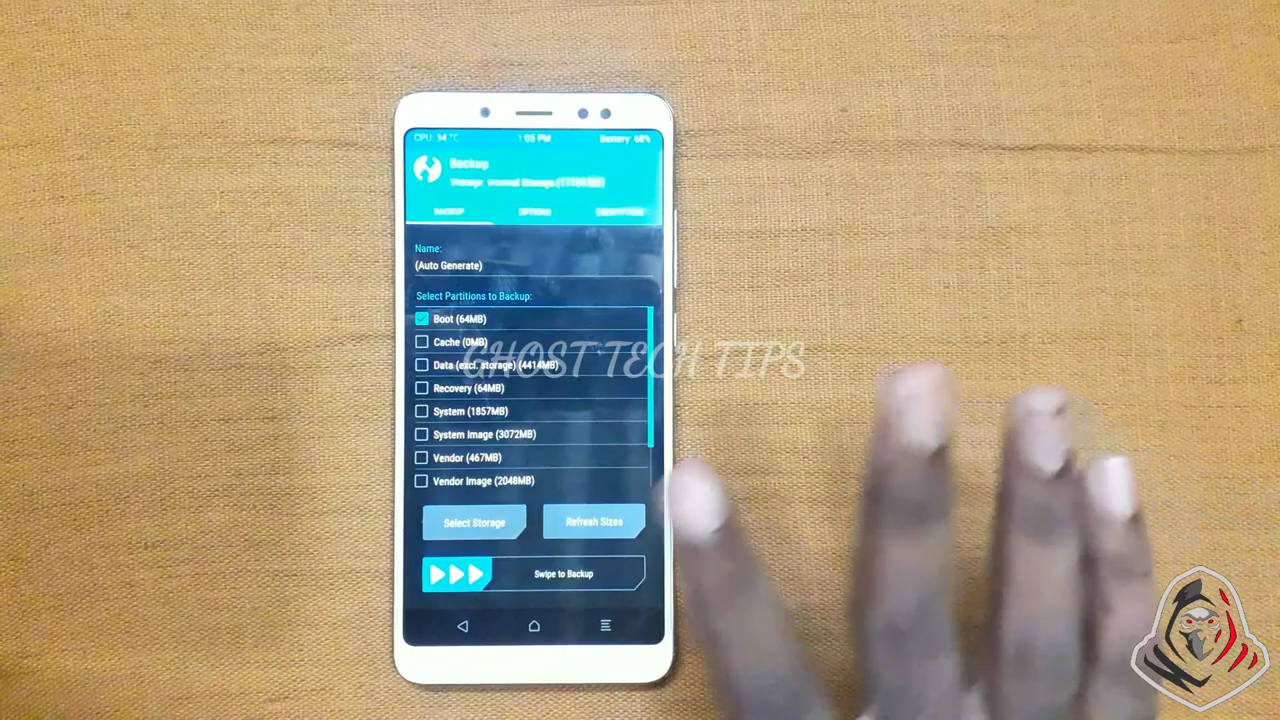 CPU: 34 °C 1:05 PM Battery: 68%
Backup
Storage: Internal Storage
BACKUP OPTIONS ENCRYPTION
Name:
(Auto Generate)
Select Partitions to Backup:
Boot (64MB)
Cache (0MB)
GHOST TECH TIPS
Data (excl. storage) (4414MB)
Recovery (64MB)
System (1857MB)
System Image (3072MB)
Vendor (467MB)
Vendor Image (2048MB)
Select Storage Refresh Sizes
Swipe to Backup